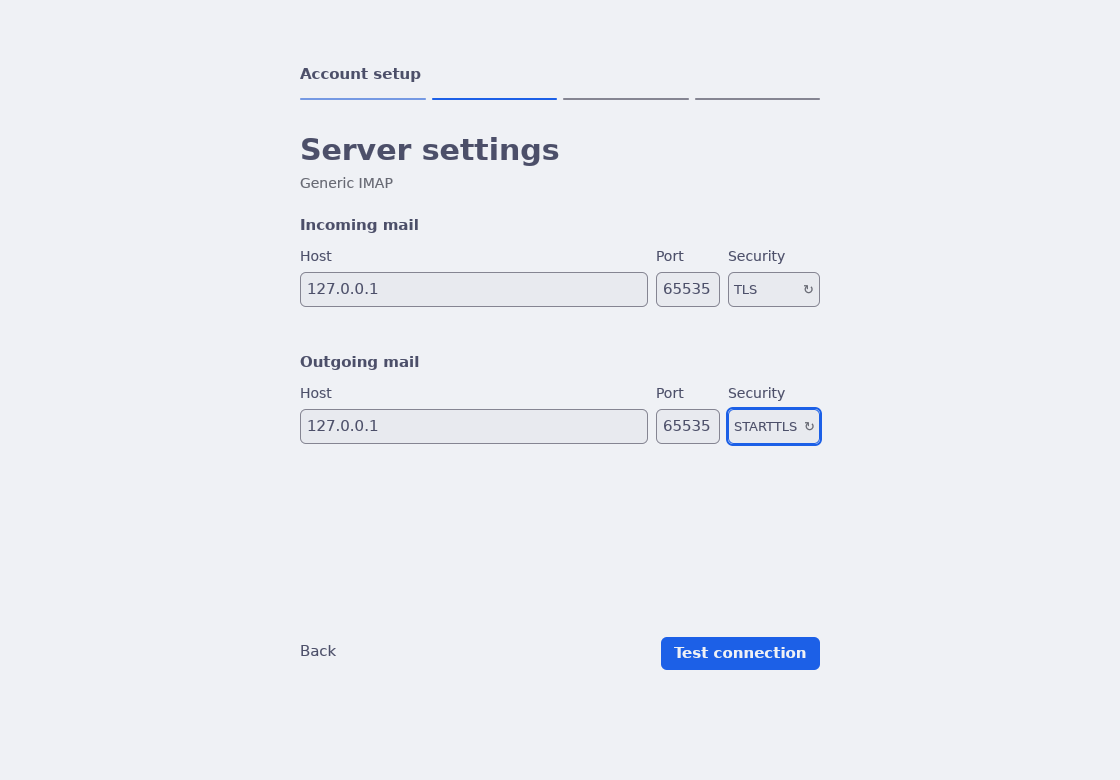 Account setup
Server settings
Generic IMAP
Incoming mail
Host Port Security
127.0.0.1 65535 TLS ↻
Outgoing mail
Host Port Security
127.0.0.1 65535 STARTTLS ↻
Back Test connection